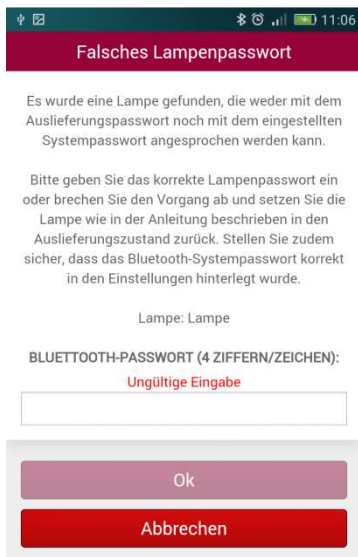 11:06
Falsches Lampenpasswort
Es wurde eine Lampe gefunden, die weder mit dem
Auslieferungspasswort noch mit dem eingestellten
Systempasswort angesprochen werden kann.
Bitte geben Sie das korrekte Lampenpasswort ein
oder brechen Sie den Vorgang ab und setzen Sie die
Lampe wie in der Anleitung beschrieben in den
Auslieferungszustand zurück. Stellen Sie zudem
sicher, dass das Bluetooth-Systempasswort korrekt
in den Einstellungen hinterlegt wurde.
Lampe: Lampe
BLUETTOOTH-PASSWORT (4 ZIFFERN/ZEICHEN):
Ungültige Eingabe
Ok
Abbrechen